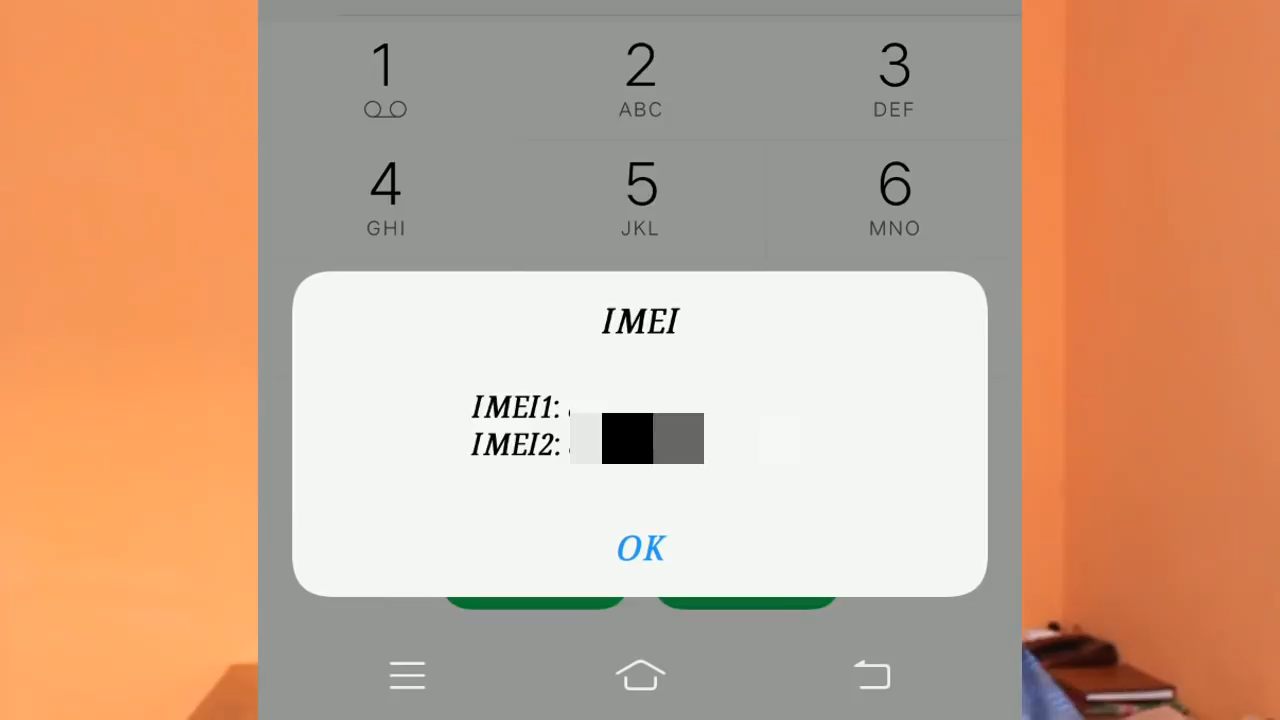 1 2 3
ABC DEF
4 5 6
GHI JKL MNO
IMEI
IMEI1:
IMEI2:
OK